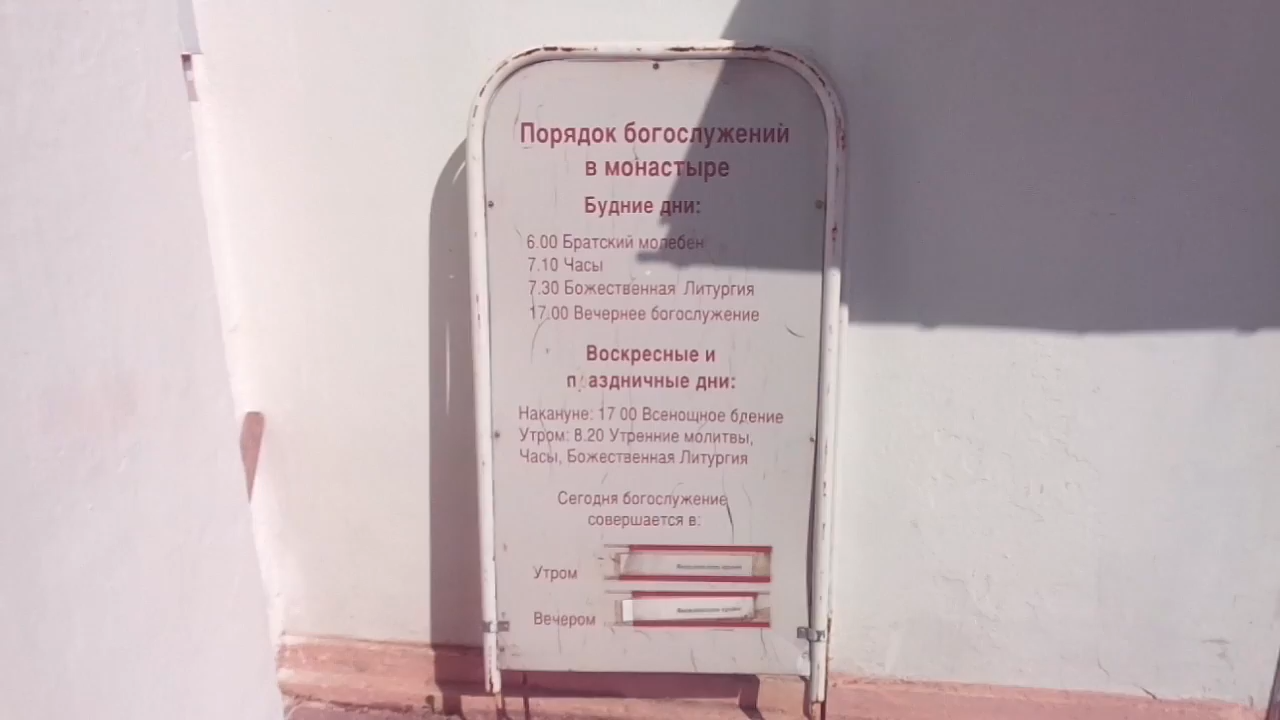 Порядок богослужений
в монастыре
Будние дни:
6.00 Братский молебен
7.10 Часы
7.30 Божественная Литургия
17.00 Вечернее богослужение
Воскресные и
п аздничные дни:
Накануне: 17 00 Всенощное бдение
Утром: 8.20 Утренние молитвы,
Часы, Божественная Литургия
Сегодня богослужение
совершается в:
Утром
Вечером